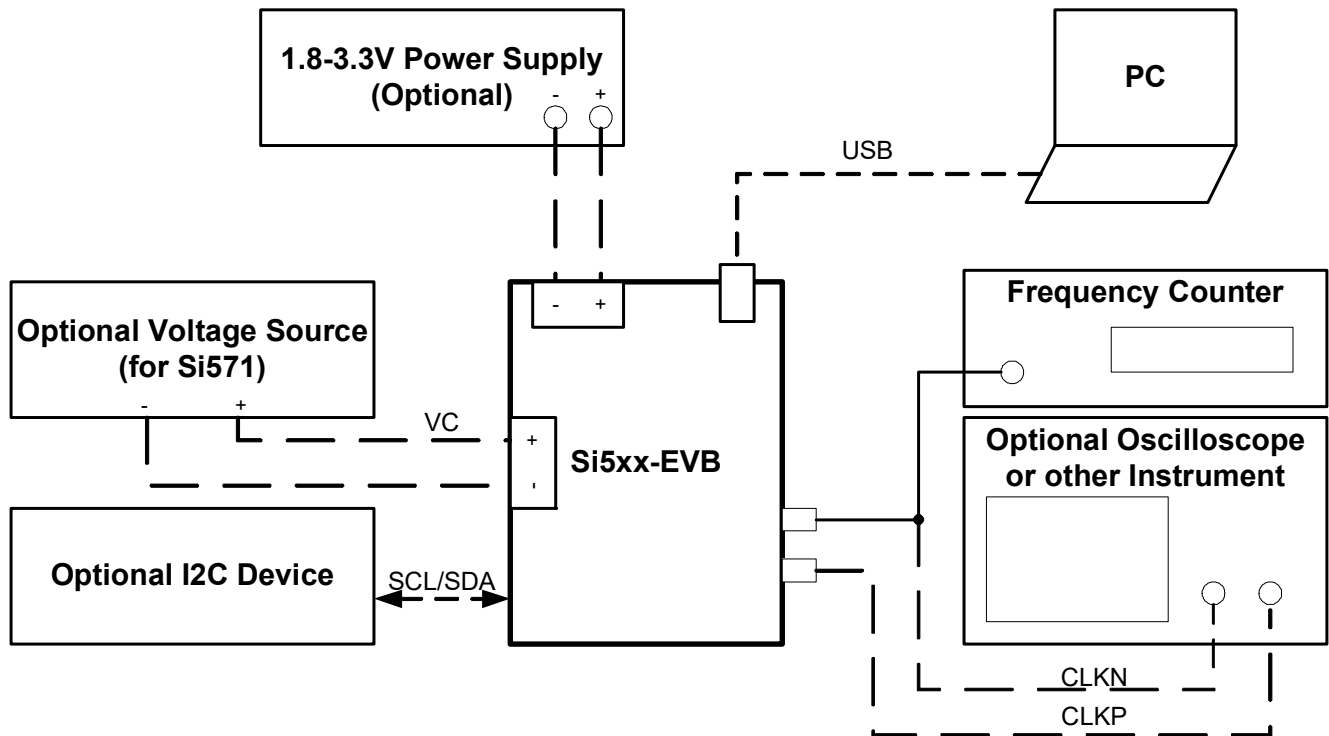 1.8-3.3V Power Supply
(Optional)
- +
PC
USB
- +
Frequency Counter
Optional Voltage Source
(for Si571)
- +
VC
+
-
Si5xx-EVB
Optional Oscilloscope
or other Instrument
Optional I2C Device
SCL/SDA
CLKN
CLKP